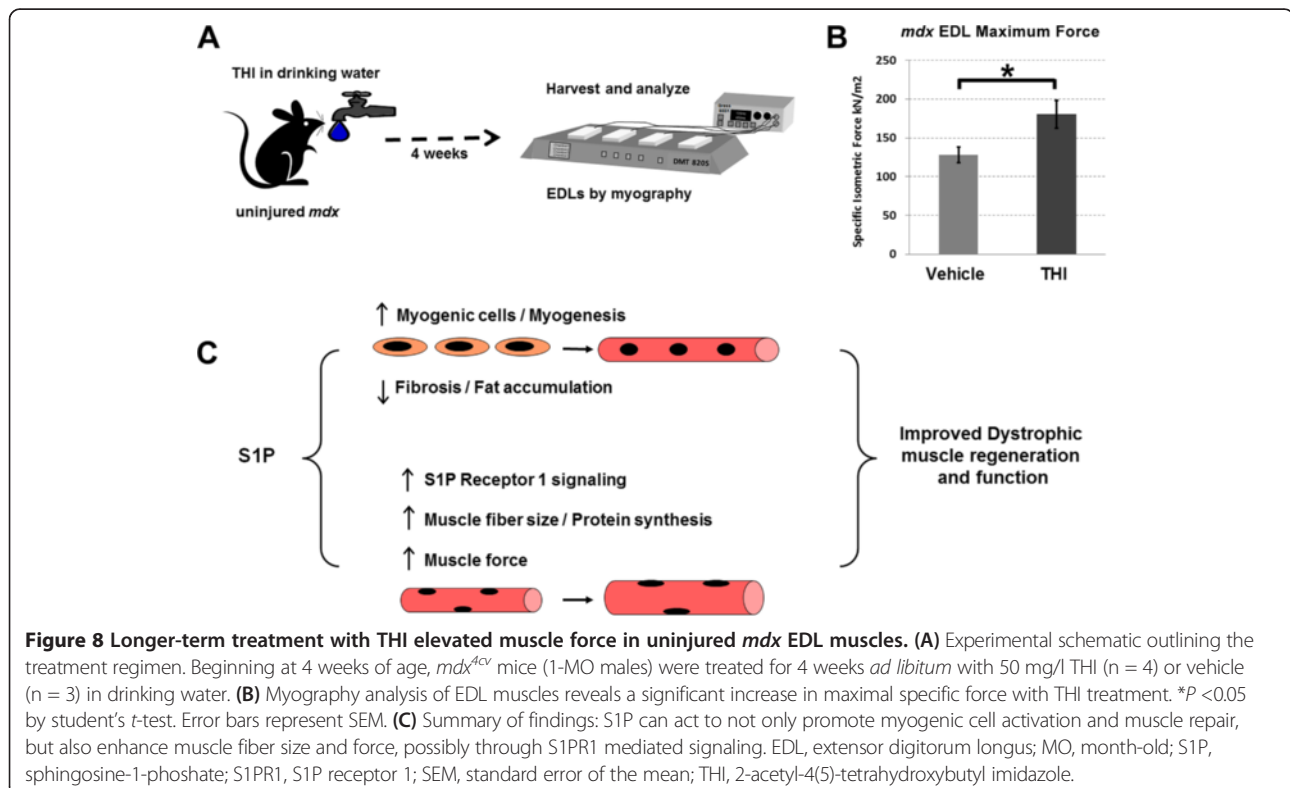 A
THI in drinking water
uninjured mdx
4 weeks
Harvest and analyze
DMT 820S
EDLs by myography
B
mdx EDL Maximum Force
Specific Isometric Force kN/m2
250
200
150
100
50
0
*
Vehicle
THI
C
S1P
↑ Myogenic cells / Myogenesis
↓ Fibrosis / Fat accumulation
↑ S1P Receptor 1 signaling
↑ Muscle fiber size / Protein synthesis
↑ Muscle force
Improved Dystrophic
muscle regeneration
and function
Figure 8 Longer-term treatment with THI elevated muscle force in uninjured mdx EDL muscles. (A) Experimental schematic outlining the
treatment regimen. Beginning at 4 weeks of age, mdx4cv mice (1-MO males) were treated for 4 weeks ad libitum with 50 mg/l THI (n = 4) or vehicle
(n = 3) in drinking water. (B) Myography analysis of EDL muscles reveals a significant increase in maximal specific force with THI treatment. *P <0.05
by student's t-test. Error bars represent SEM. (C) Summary of findings: S1P can act to not only promote myogenic cell activation and muscle repair,
but also enhance muscle fiber size and force, possibly through S1PR1 mediated signaling. EDL, extensor digitorum longus; MO, month-old; S1P,
sphingosine-1-phoshate; S1PR1, S1P receptor 1; SEM, standard error of the mean; THI, 2-acetyl-4(5)-tetrahydroxybutyl imidazole.